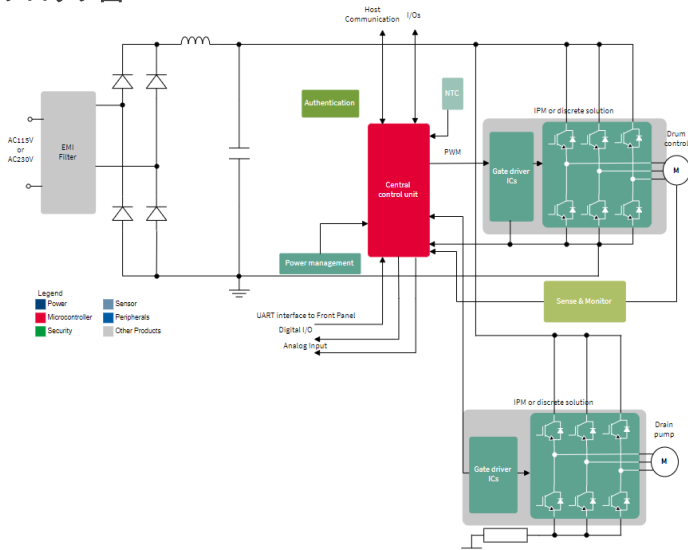 Host
Communication
I/Os
Authentication
NTC
IPM or discrete solution
Drum
control
AC115V
or
AC230V
EMI
Filter
PWM
Gate driver
ICs
M
Central
control unit
Power management
Legend
Power
Sensor
Microcontroller
Peripherals
Security
Other Products
Sense & Monitor
UART interface to Front Panel
Digital I/O
Analog Input
IPM or discrete solution
Drain
pump
M
Gate driver
ICs